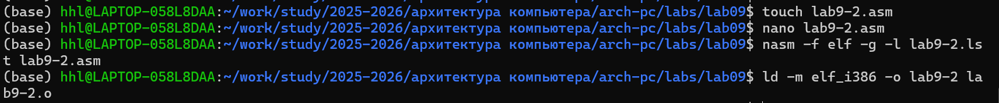 (base) hhl@LAPTOP-058L8DAA:~/work/study/2025-2026/архитектура компьютера/arch-pc/labs/lab09$ touch lab9-2.asm
(base) hhl@LAPTOP-058L8DAA:~/work/study/2025-2026/архитектура компьютера/arch-pc/labs/lab09$ nano lab9-2.asm
(base) hhl@LAPTOP-058L8DAA:~/work/study/2025-2026/архитектура компьютера/arch-pc/labs/lab09$ nasm -f elf -g -l lab9-2.ls
t lab9-2.asm
(base) hhl@LAPTOP-058L8DAA:~/work/study/2025-2026/архитектура компьютера/arch-pc/labs/lab09$ ld -m elf_i386 -o lab9-2 la
b9-2.o